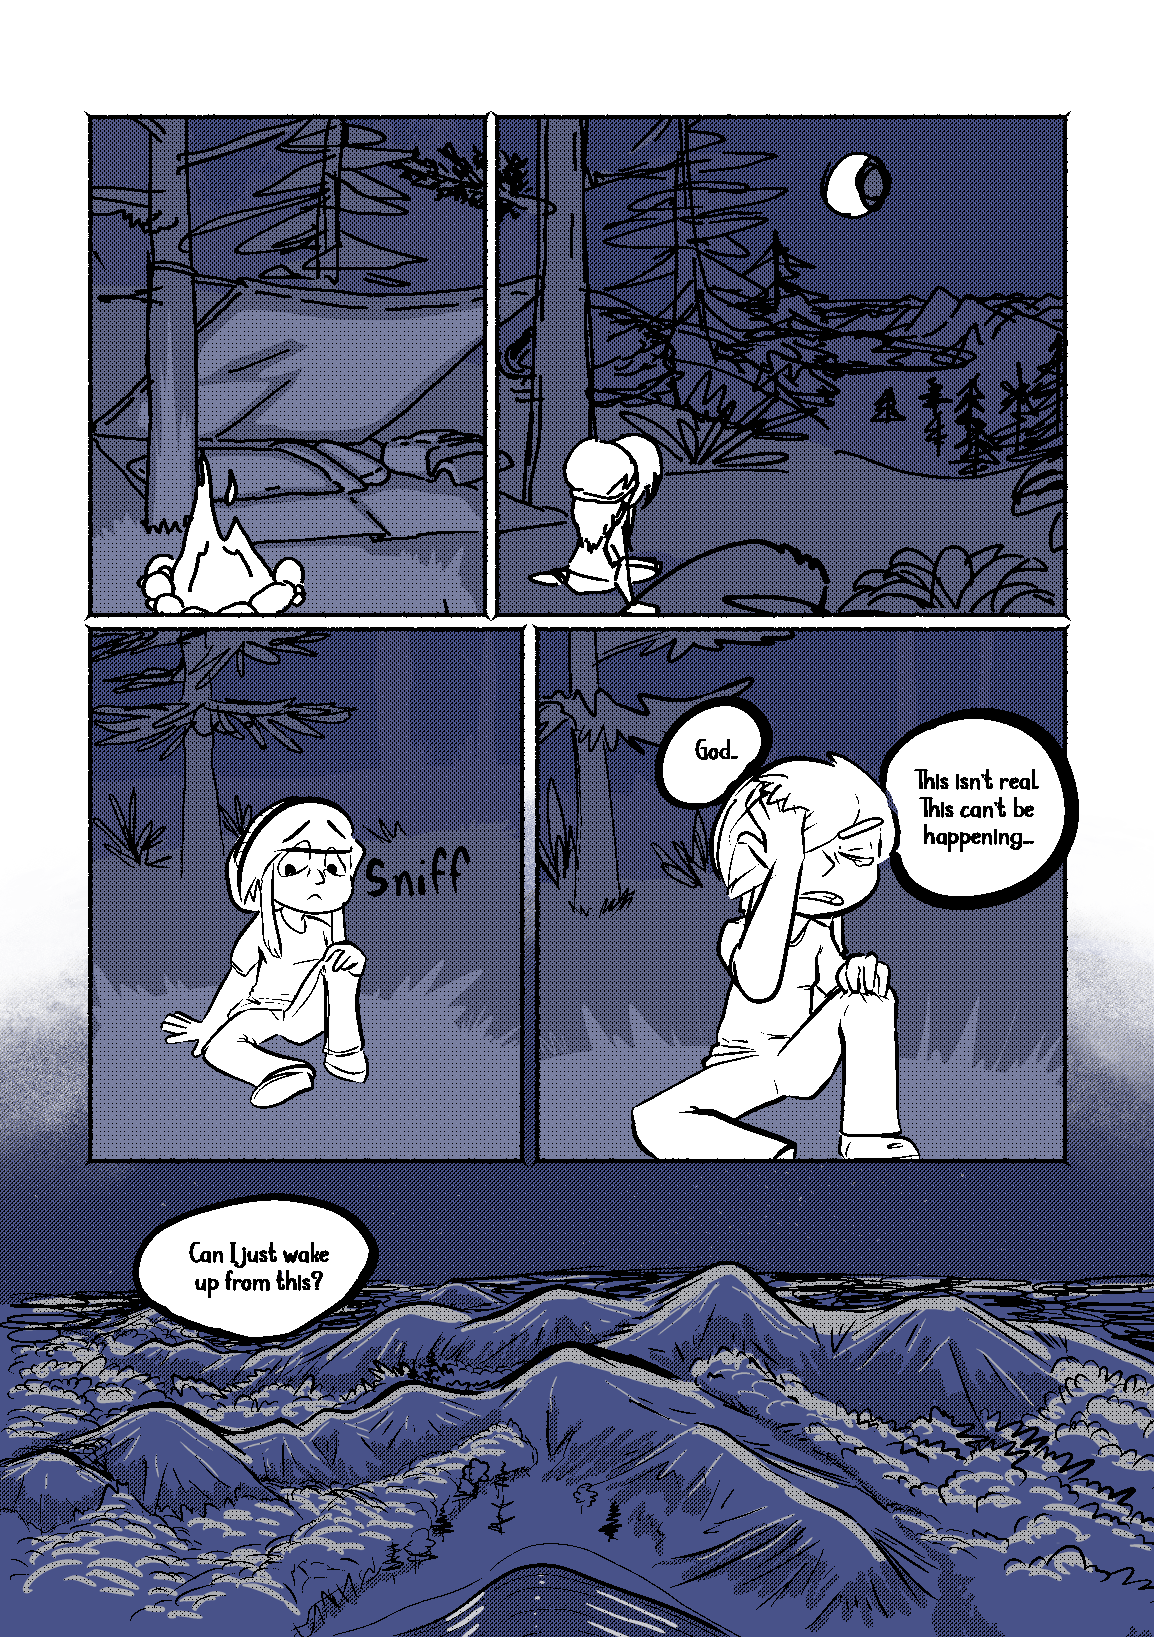 Sniff
God...
This isn't real.
This can't be
happening...
Can I just wake
up from this?